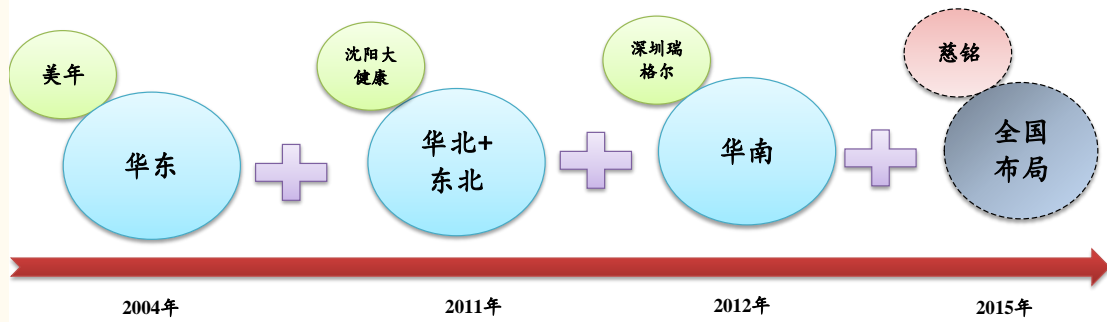 美年
华东
沈阳大
健康
华北+
东北
深圳瑞
格尔
华南
慈铭
全国
布局
2004年
2011年
2012年
2015年